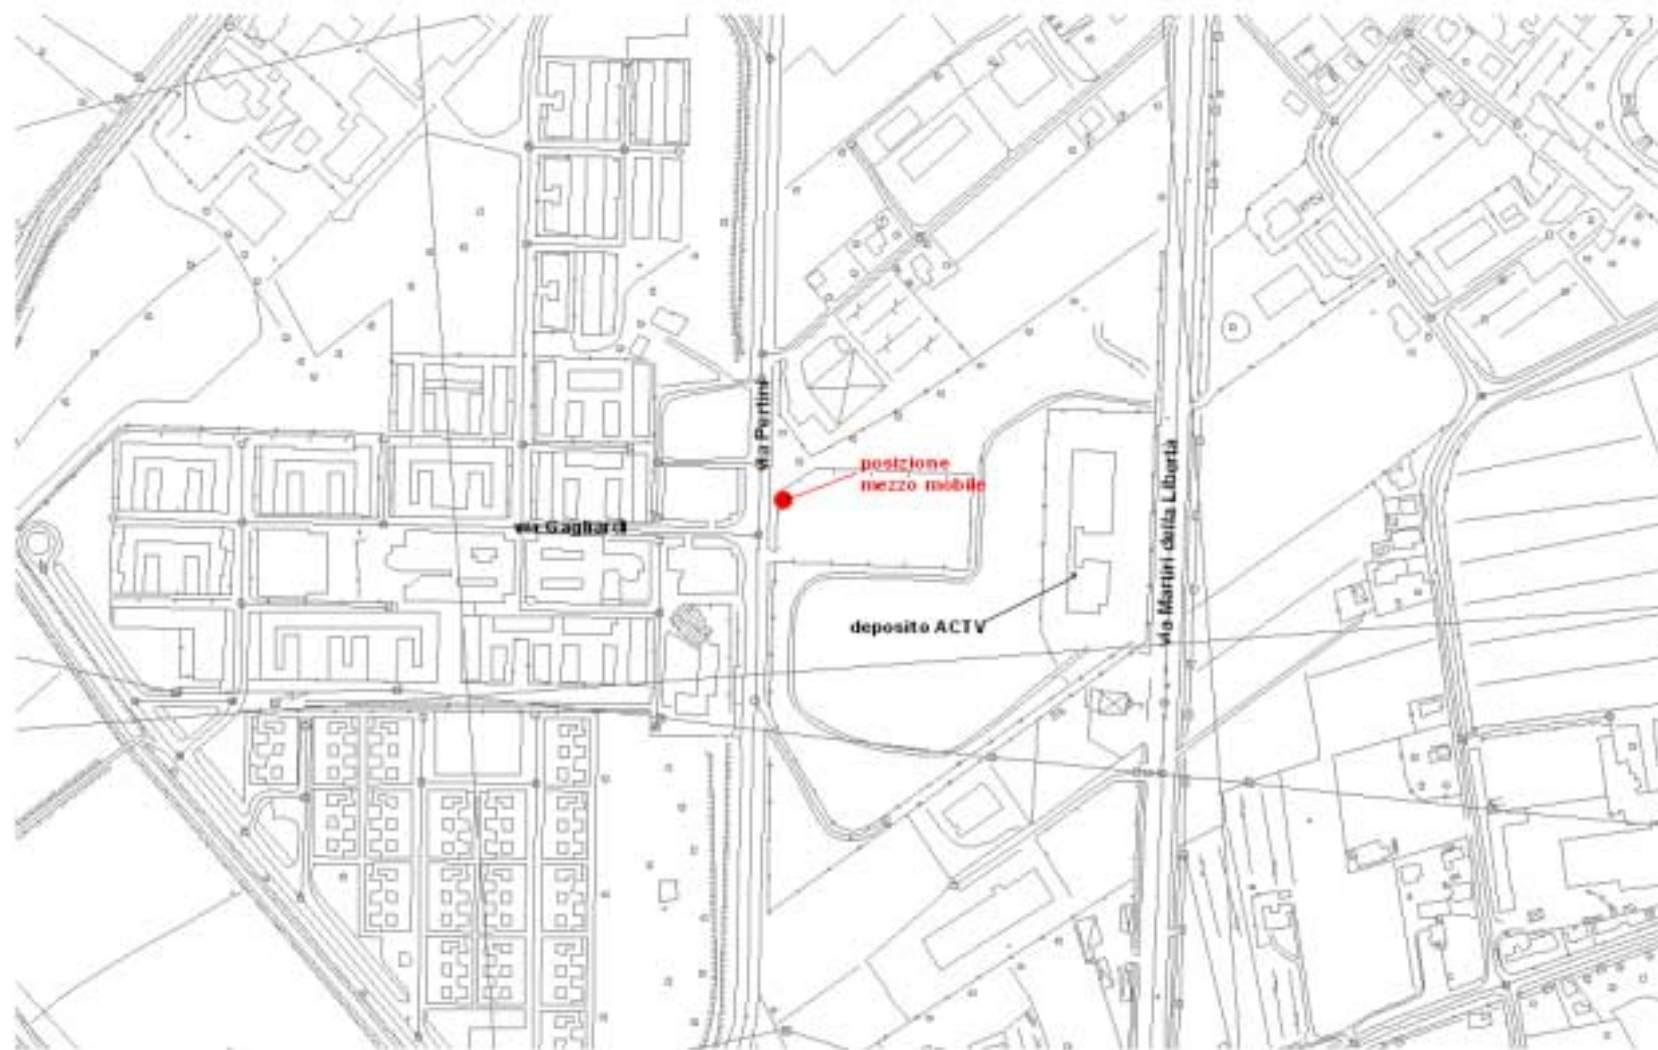 via Pertini
posizione
mezzo mobile
via Gagliardi
deposito ACTV
via Martiri della Libertà